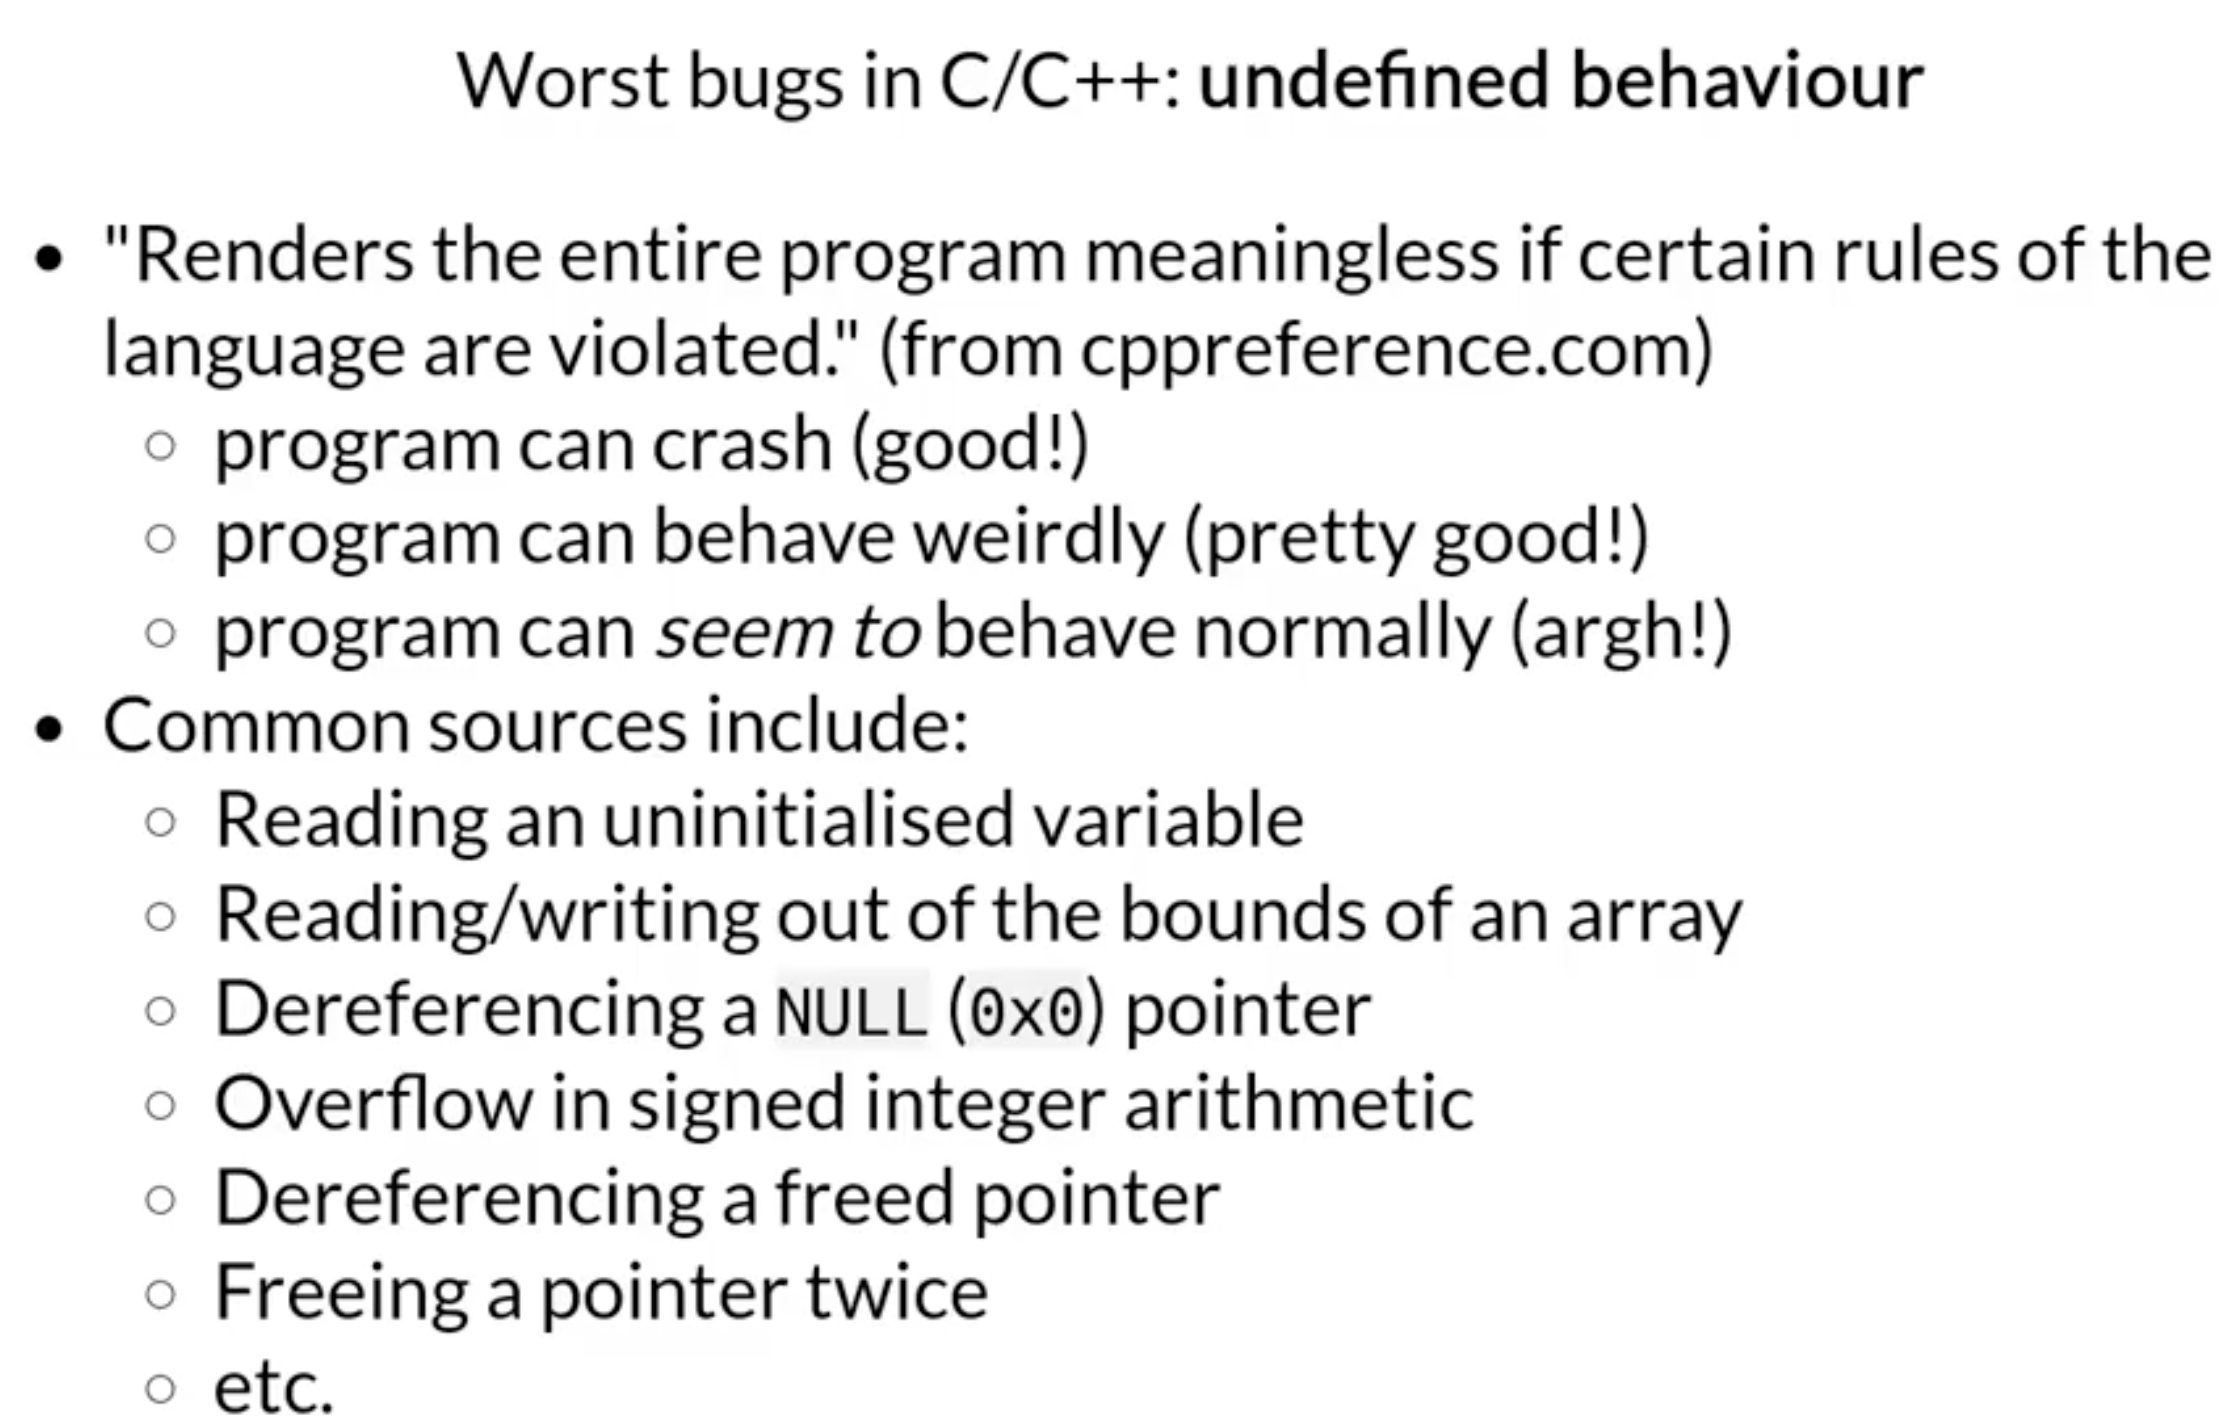 Worst bugs in C/C++: undefined behaviour
• "Renders the entire program meaningless if certain rules of the
language are violated." (from cppreference.com)
○ program can crash (good!)
○ program can behave weirdly (pretty good!)
○ program can seem to behave normally (argh!)
• Common sources include:
○ Reading an uninitialised variable
○ Reading/writing out of the bounds of an array
○ Dereferencing a NULL (0x0) pointer
○ Overflow in signed integer arithmetic
○ Dereferencing a freed pointer
○ Freeing a pointer twice
○ etc.